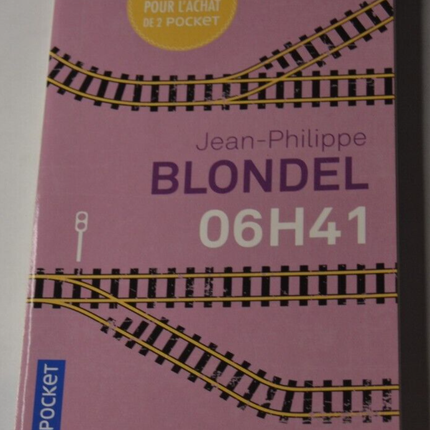 POUR L'ACHAT
DE 2 POCKET
Jean-Philippe
BLONDEL
06H41
POCKET